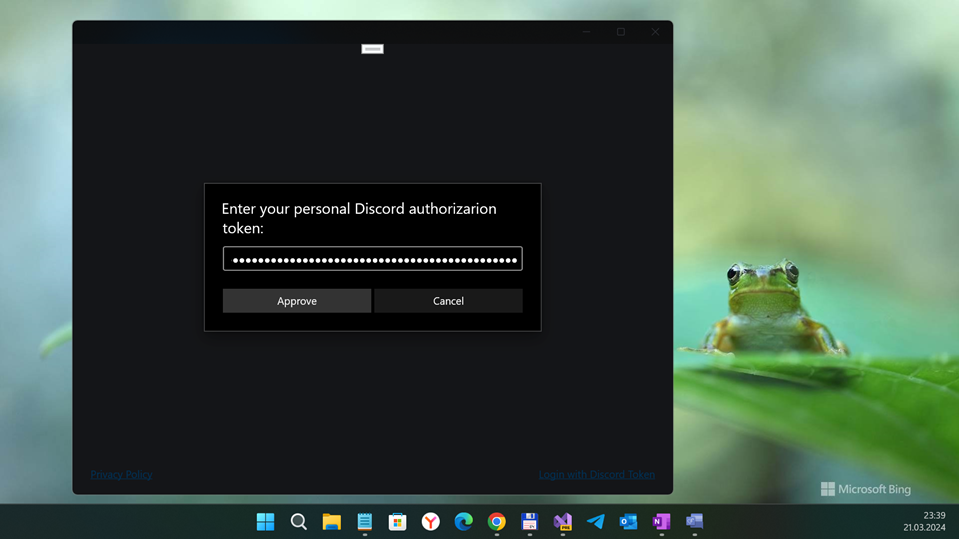 Enter your personal Discord authorizarion
token:
Approve
Cancel
Privacy Policy
Login with Discord Token
Microsoft Bing
23:39
21.03.2024